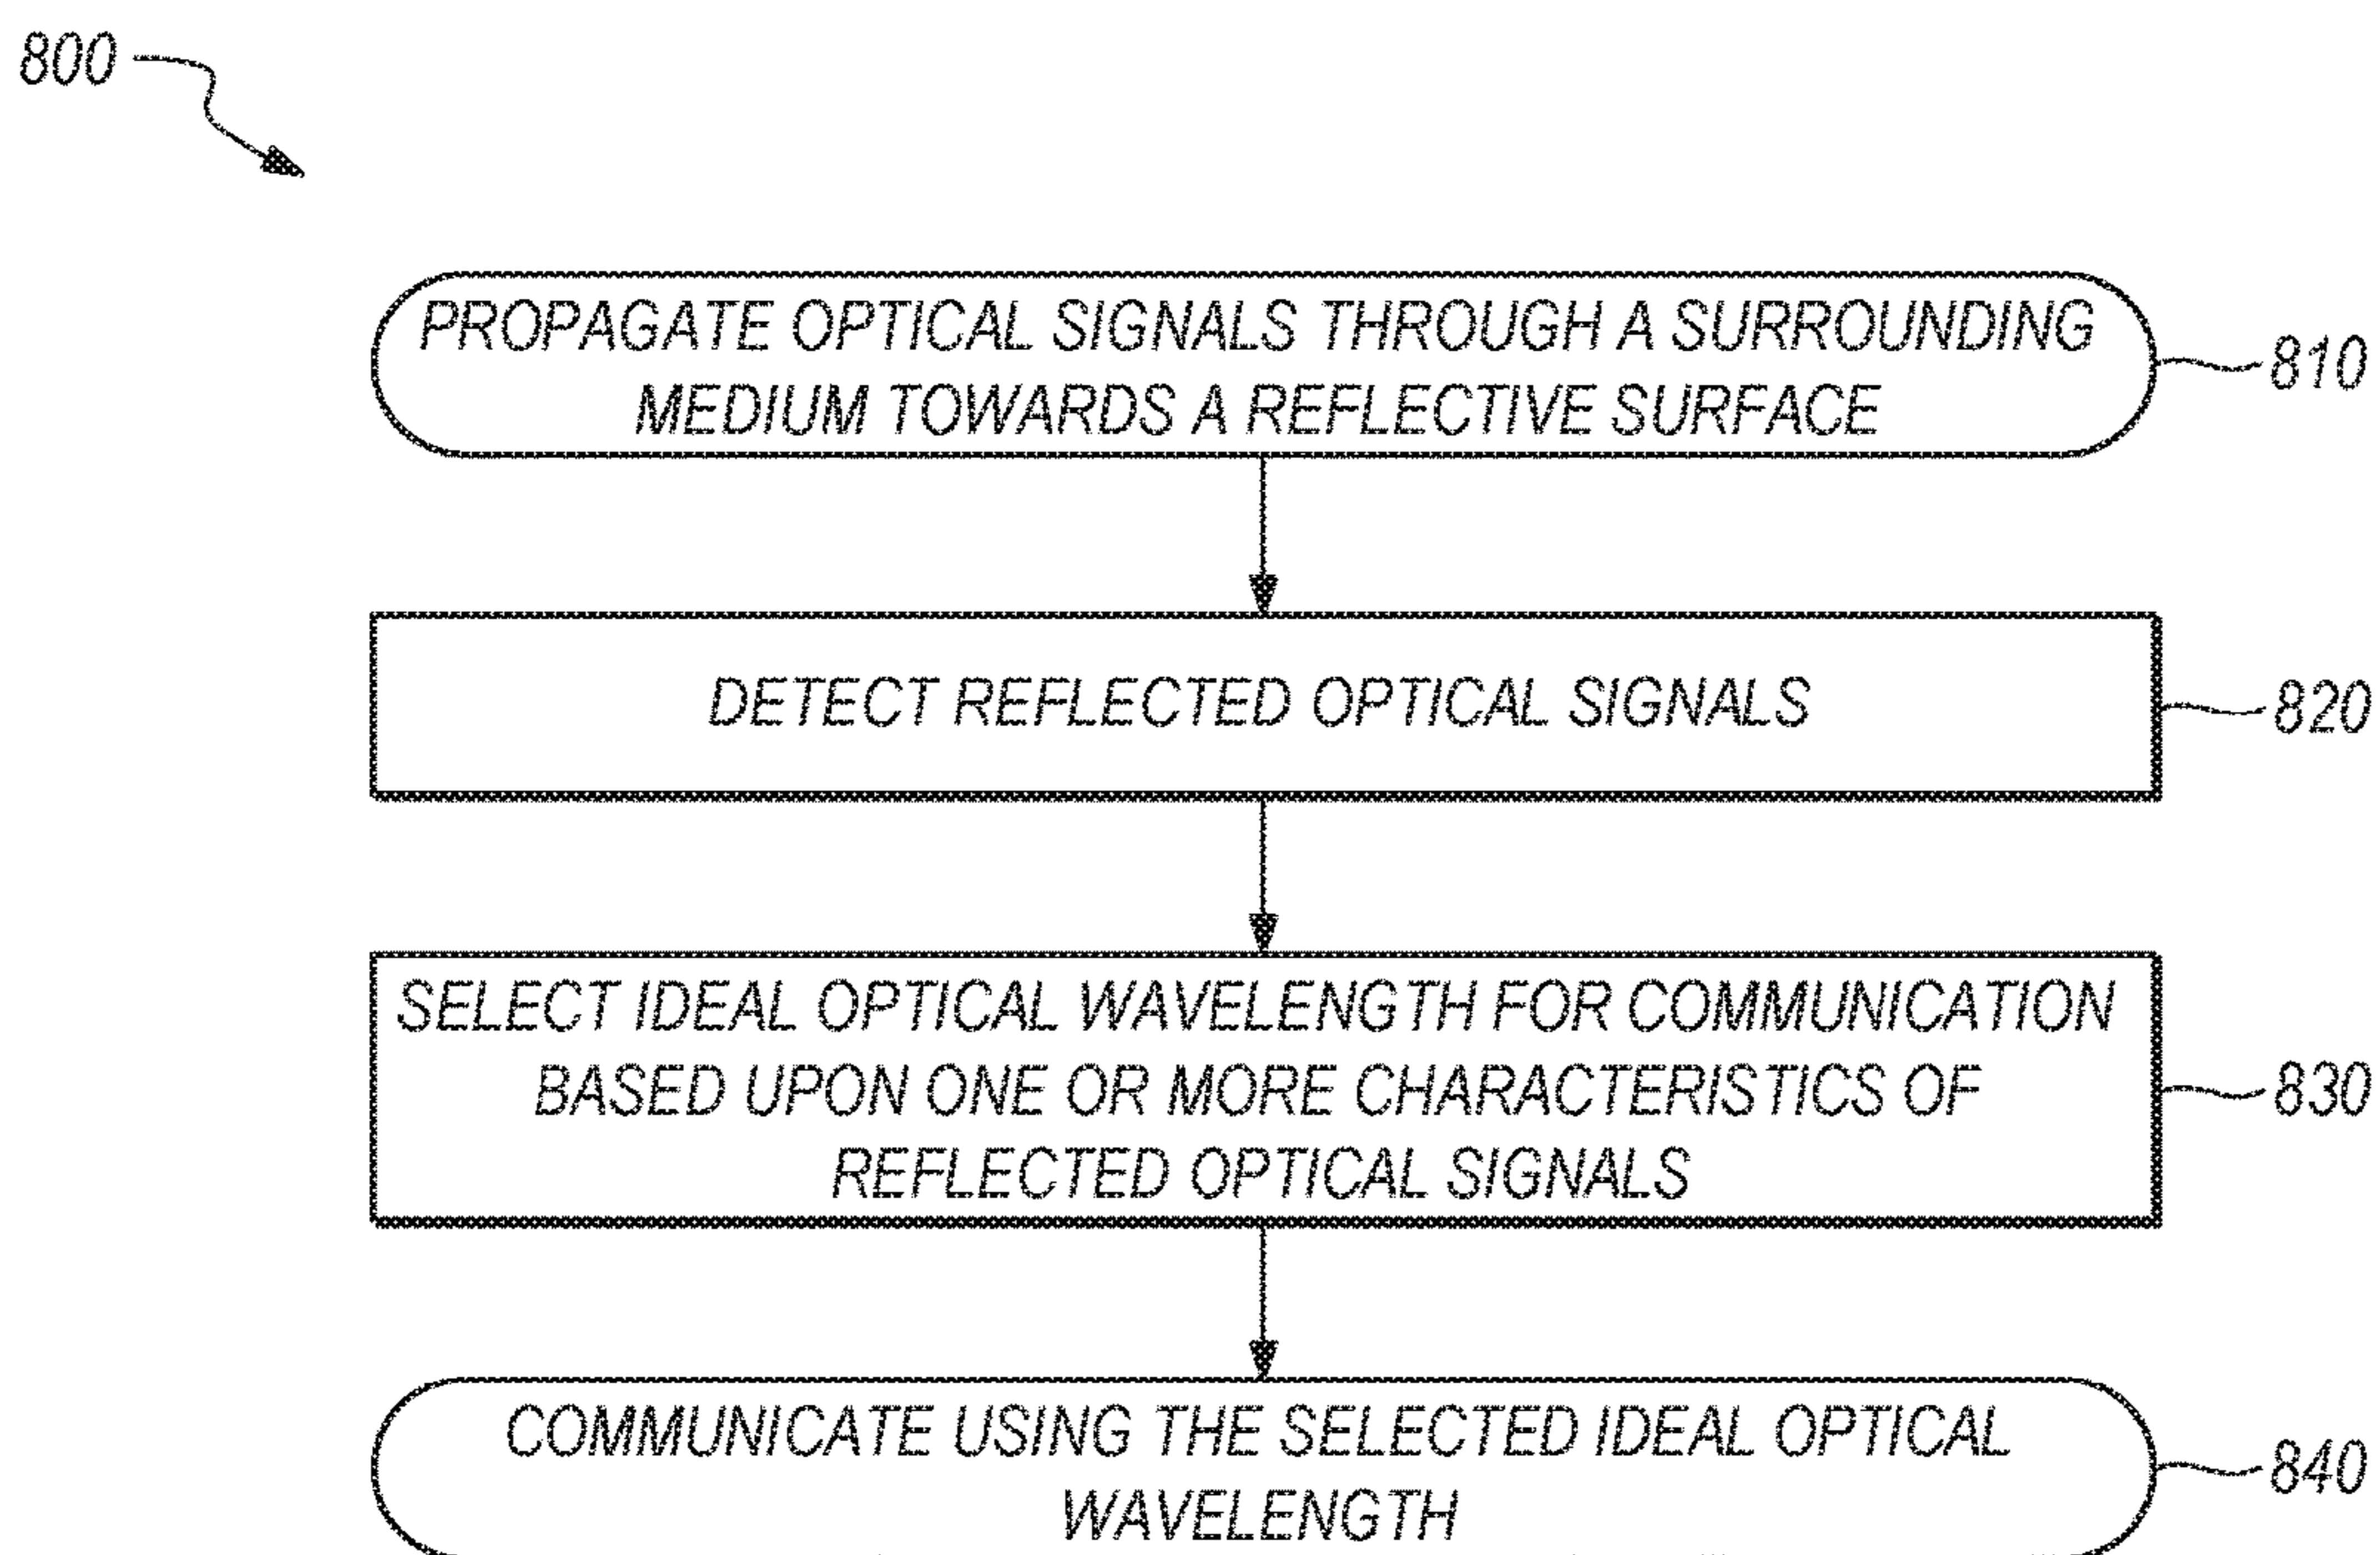 800
PROPAGATE OPTICAL SIGNALS THROUGH A SURROUNDING
MEDIUM TOWARDS A REFLECTIVE SURFACE
810
DETECT REFLECTED OPTICAL SIGNALS
820
SELECT IDEAL OPTICAL WAVELENGTH FOR COMMUNICATION
BASED UPON ONE OR MORE CHARACTERISTICS OF
REFLECTED OPTICAL SIGNALS
830
COMMUNICATE USING THE SELECTED IDEAL OPTICAL
WAVELENGTH
840